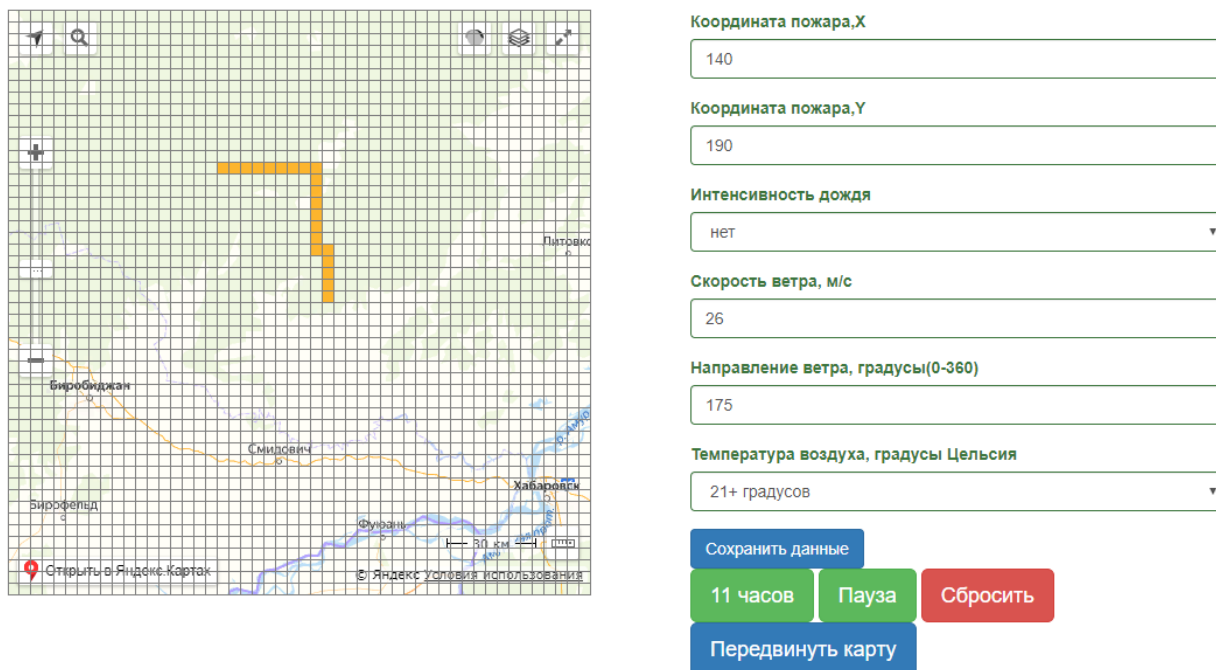 Координата пожара,X
140
Координата пожара,Y
190
Интенсивность дождя
нет
Скорость ветра, м/с
26
Направление ветра, градусы(0-360)
175
Температура воздуха, градусы Цельсия
21+ градусов
Сохранить данные
11 часов
Пауза
Сбросить
Передвинуть карту
Биробиджан
Смидович
р. Амур
Хабаровск
Бирофельд
Фуюань
30 км
Открыть в Яндекс.Картах
© Яндекс Условия использования